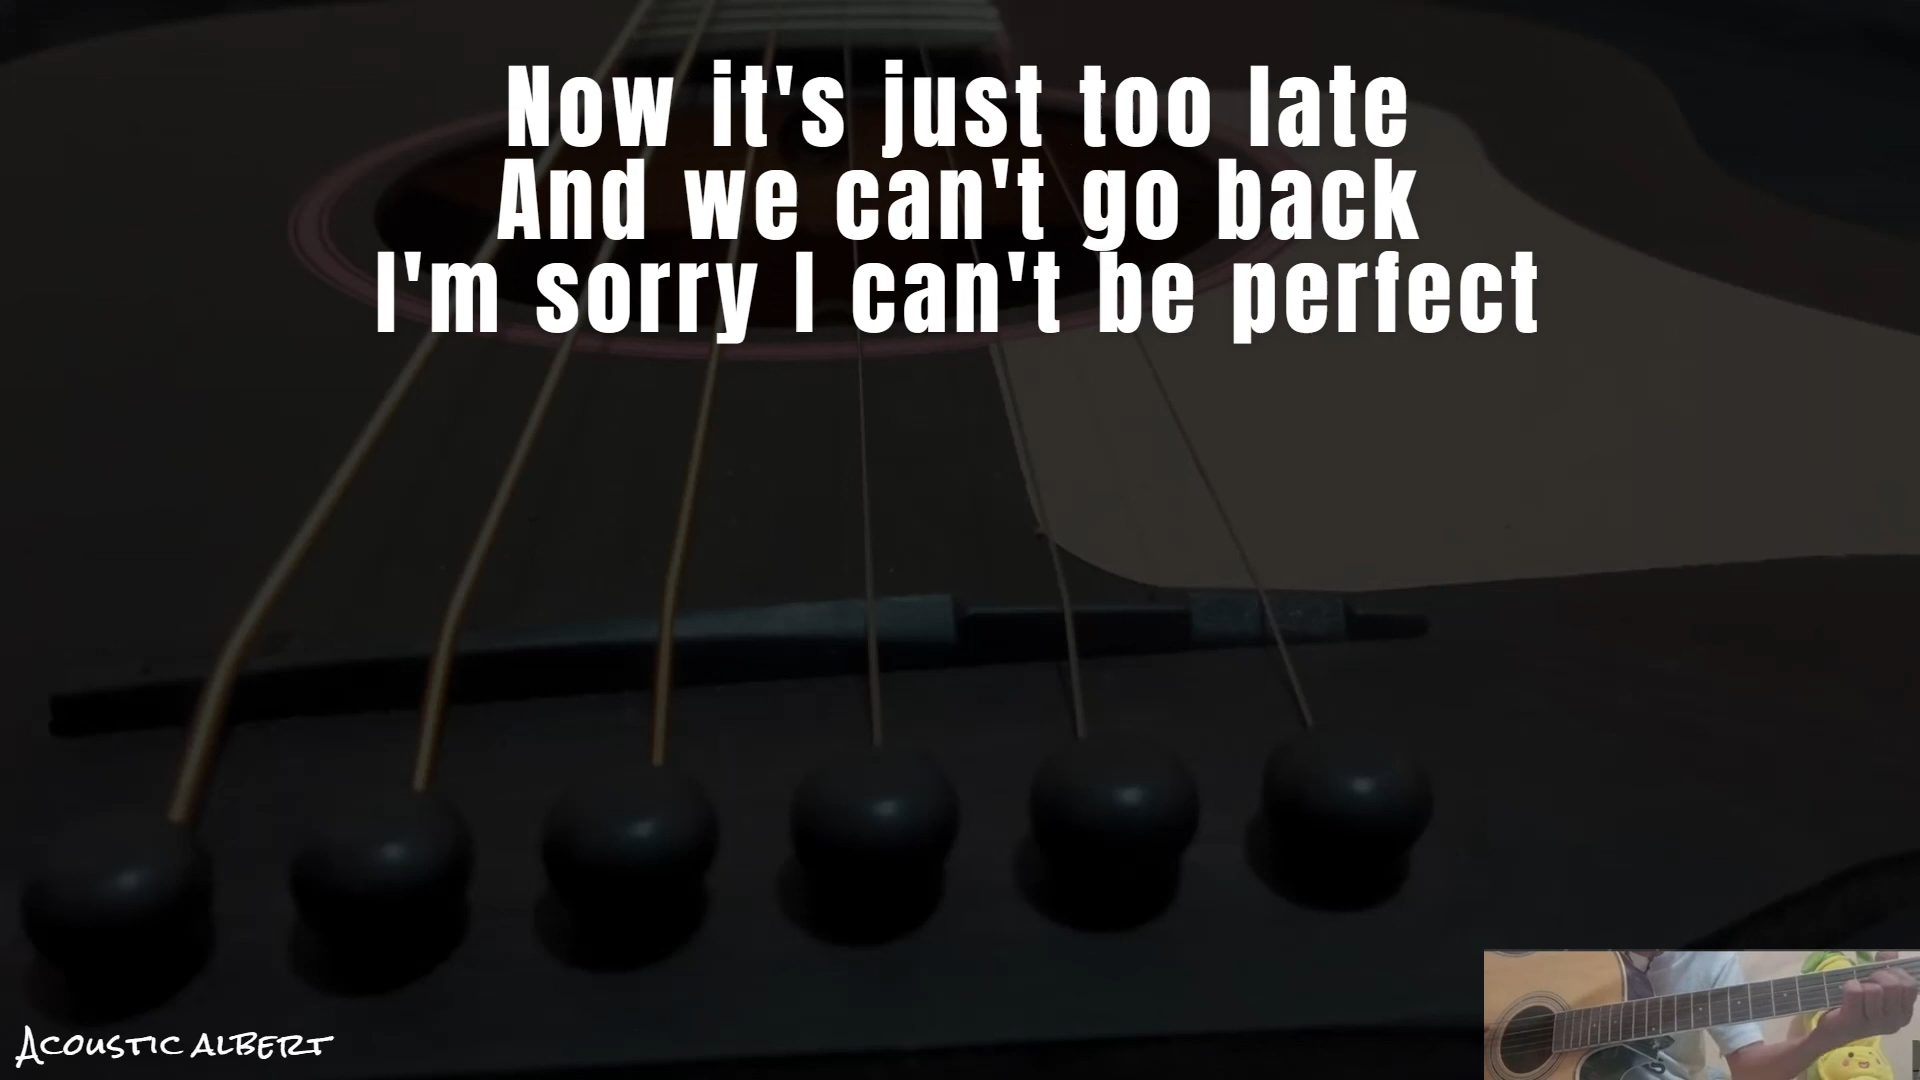 Now it's just too late
And we can't go back
I'm sorry I can't be perfect
Acoustic albert